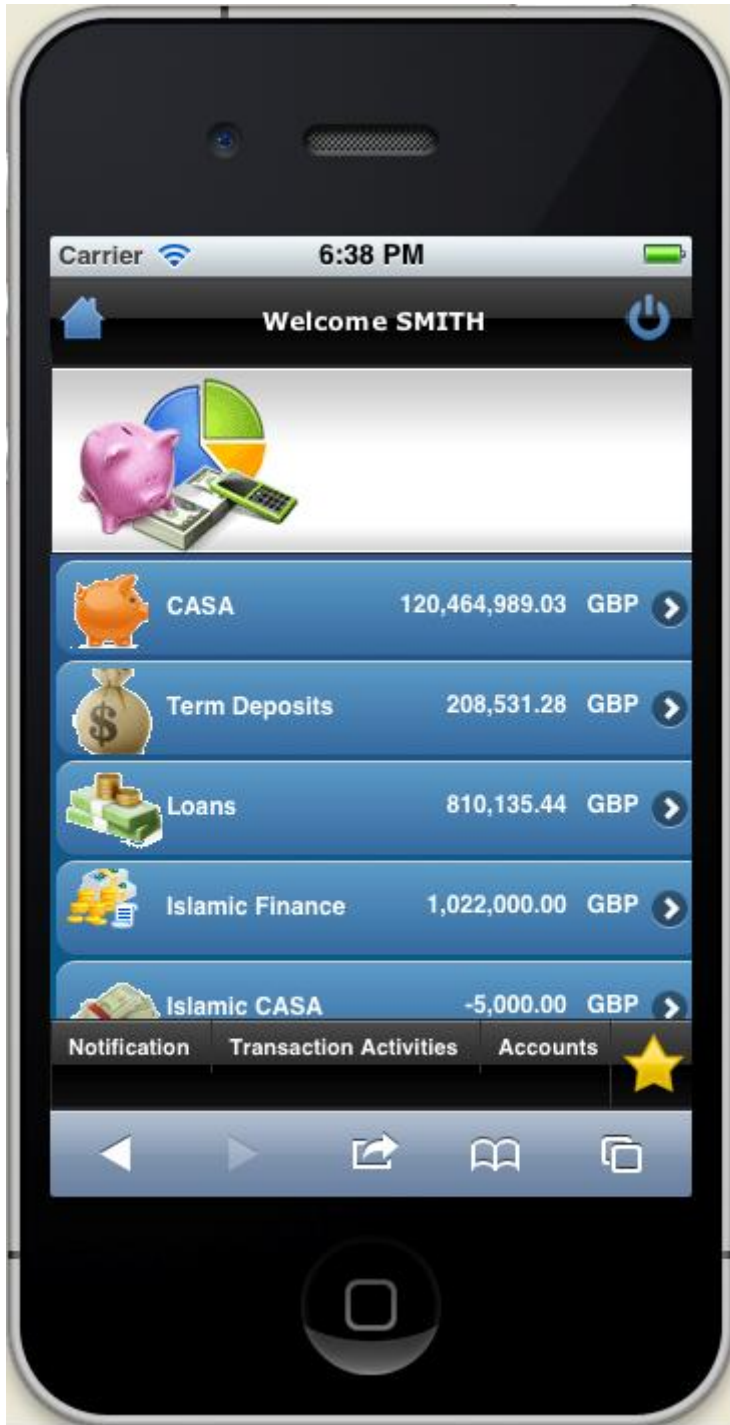 Carrier 6:38 PM
Welcome SMITH
CASA 120,464,989.03 GBP
$ Term Deposits 208,531.28 GBP
Loans 810,135.44 GBP
Islamic Finance 1,022,000.00 GBP
Islamic CASA -5,000.00 GBP
Notification Transaction Activities Accounts